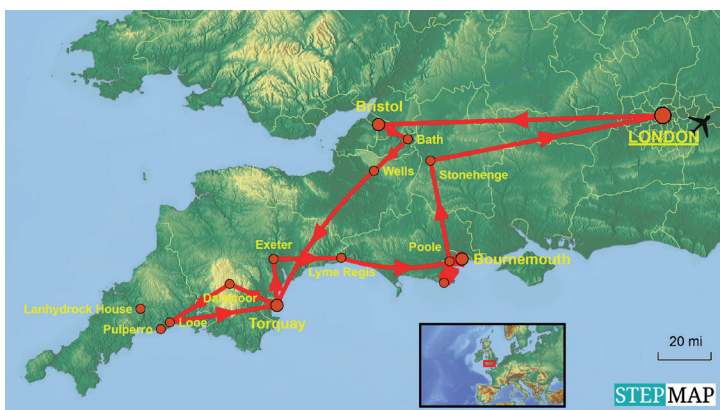 Bristol
LONDON
Bath
Stonehenge
Wells
Exeter
Poole
Bournemouth
Lyme Regis
Dartmoor
Lanhydrock House
Looe
Torquay
Pulperro
20 mi
STEPMAP